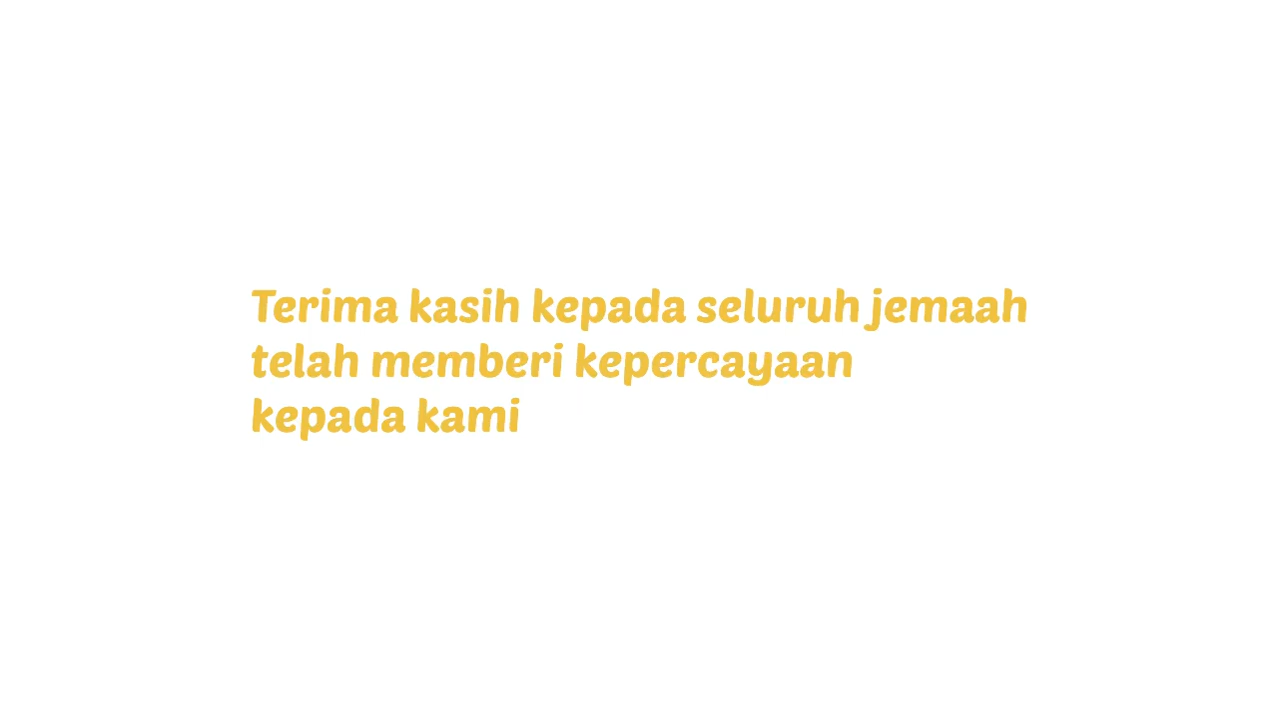 Terima kasih kepada seluruh jemaah
telah memberi kepercayaan
kepada kami